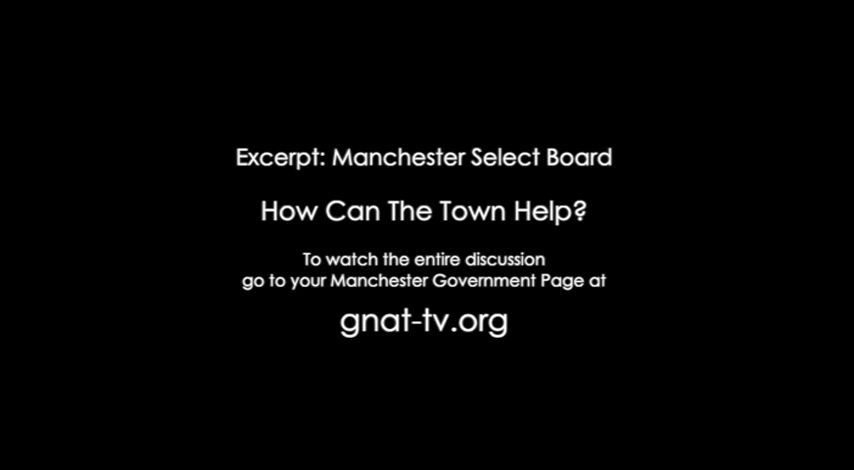 Excerpt: Manchester Select Board
How Can The Town Help?
To watch the entire discussion
go to your Manchester Government Page at
gnat-tv.org